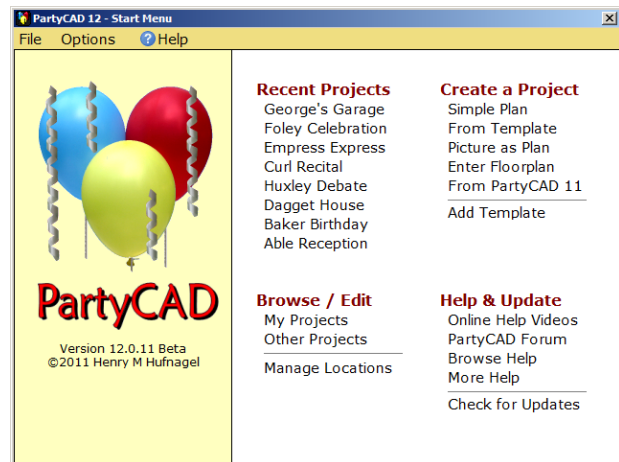 PartyCAD 12 - Start Menu
File Options Help
PartyCAD
Version 12.0.11 Beta
©2011 Henry M Hufnagel
Recent Projects
George's Garage
Foley Celebration
Empress Express
Curl Recital
Huxley Debate
Dagget House
Baker Birthday
Able Reception
Create a Project
Simple Plan
From Template
Picture as Plan
Enter Floorplan
From PartyCAD 11
Add Template
Browse / Edit
My Projects
Other Projects
Manage Locations
Help & Update
Online Help Videos
PartyCAD Forum
Browse Help
More Help
Check for Updates